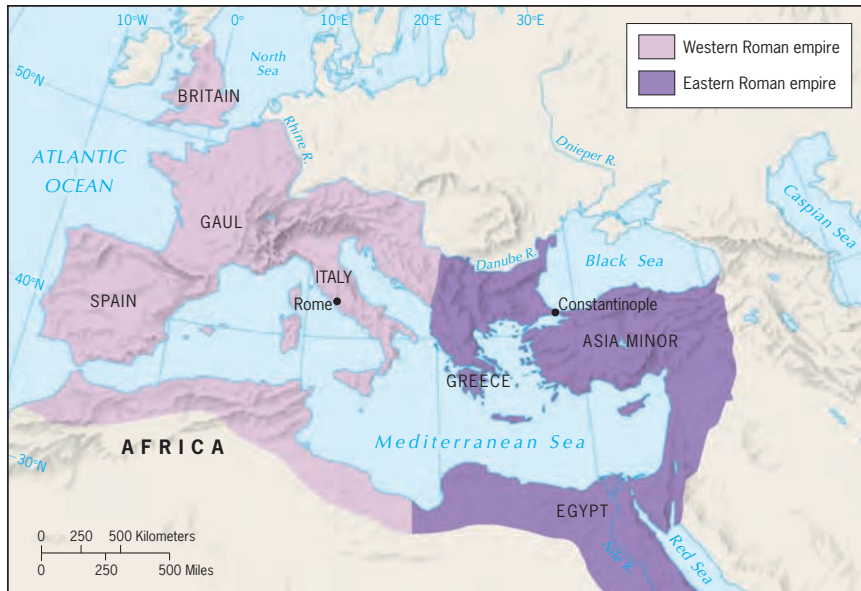 10°W
0°
10°E
20°E
30°E
50°N
North
Sea
Western Roman empire
Eastern Roman empire
BRITAIN
Rhine R.
Dnieper R.
ATLANTIC
OCEAN
Caspian Sea
GAUL
40°N
Danube R.
Black Sea
ITALY
SPAIN
Rome
Constantinople
ASIA MINOR
GREECE
AFRICA
Mediterranean Sea
30°N
EGYPT
Nile R.
Red Sea
0 250 500 Kilometers
0 250 500 Miles